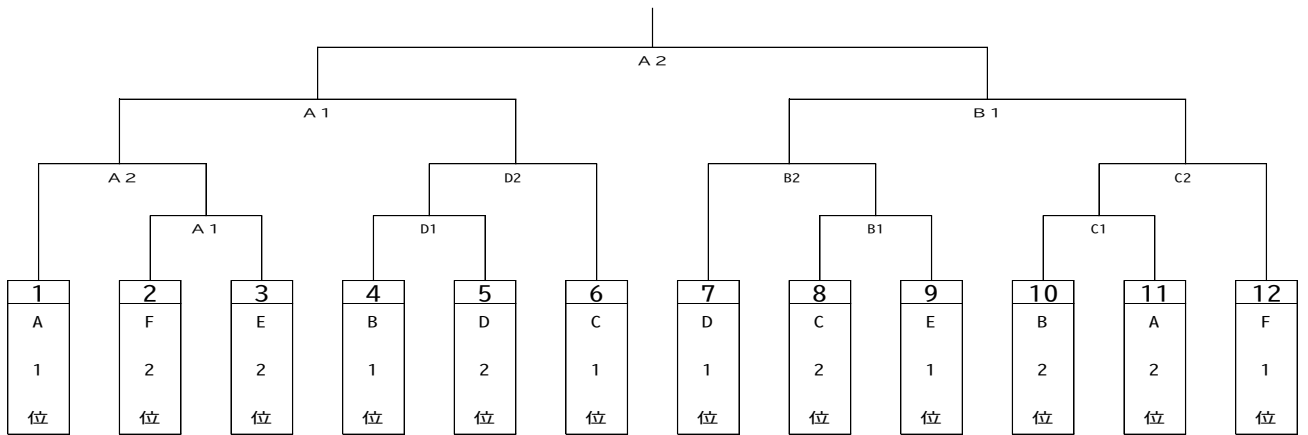 A2
A1 B1
A2 D2 B2 C2
A1 D1 B1 C1
1 2 3 4 5 6 7 8 9 10 11 12
A F E B D C D C E B A F
1 2 2 1 2 1 1 2 1 2 2 1
位 位 位 位 位 位 位 位 位 位 位 位